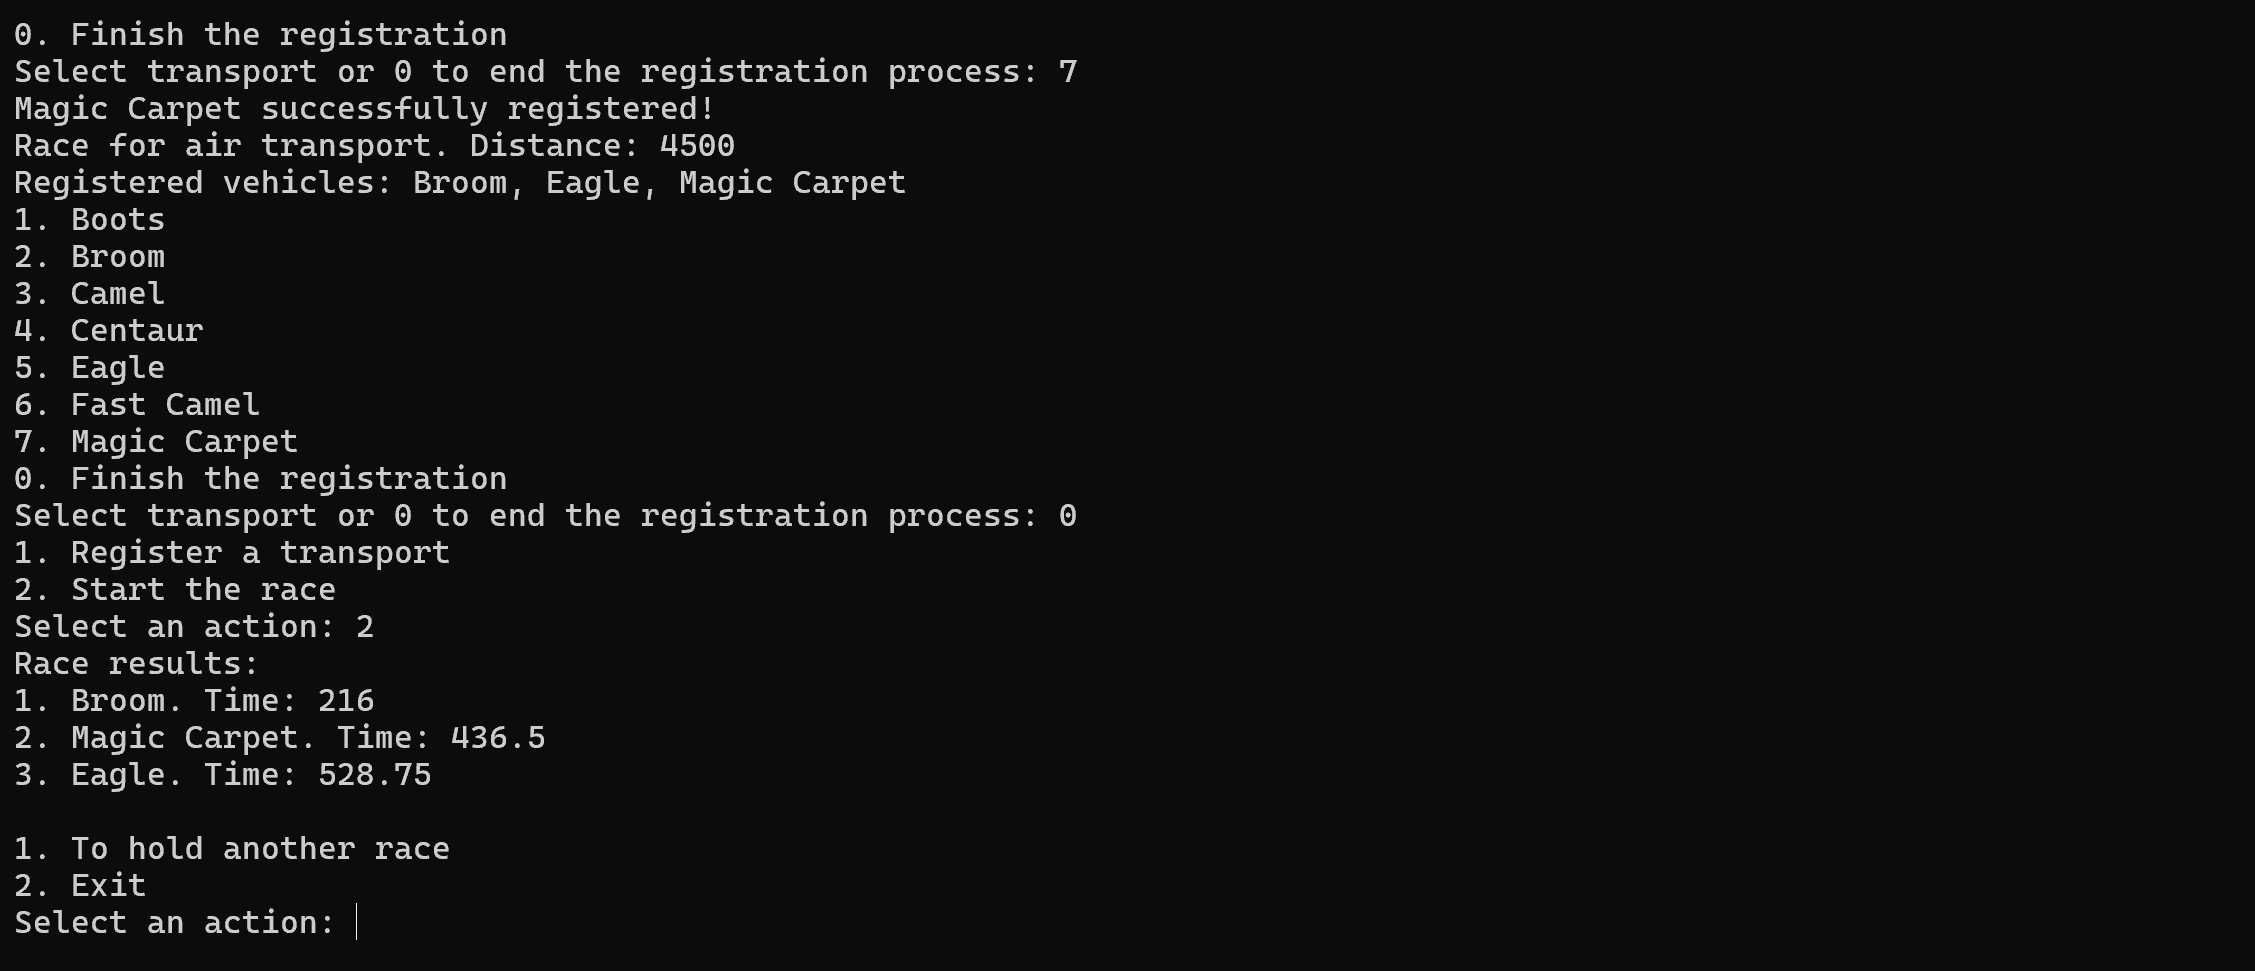 0. Finish the registration
Select transport or 0 to end the registration process: 7
Magic Carpet successfully registered!
Race for air transport. Distance: 4500
Registered vehicles: Broom, Eagle, Magic Carpet
1. Boots
2. Broom
3. Camel
4. Centaur
5. Eagle
6. Fast Camel
7. Magic Carpet
0. Finish the registration
Select transport or 0 to end the registration process: 0
1. Register a transport
2. Start the race
Select an action: 2
Race results:
1. Broom. Time: 216
2. Magic Carpet. Time: 436.5
3. Eagle. Time: 528.75
1. To hold another race
2. Exit
Select an action: